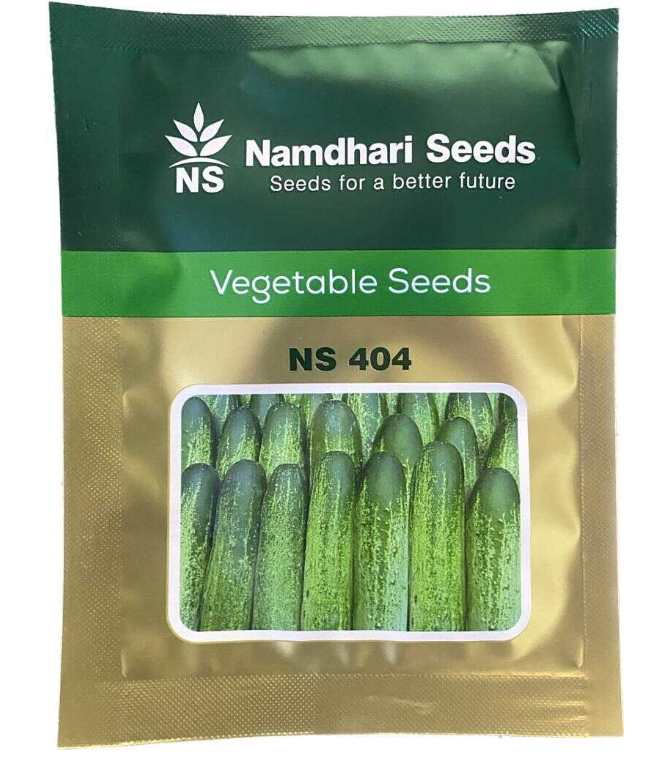 NS
Namdhari Seeds
Seeds for a better future
Vegetable Seeds
NS 404